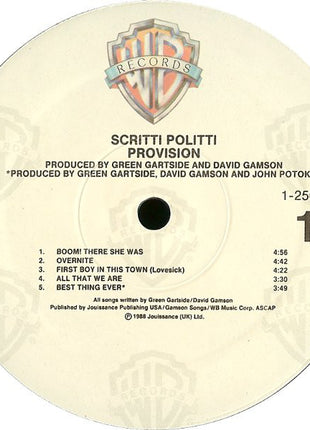 WB
RECORDS
SCRITTI POLITTI
PROVISION
PRODUCED BY GREEN GARTSIDE AND DAVID GAMSON
*PRODUCED BY GREEN GARTSIDE, DAVID GAMSON AND JOHN POTOK
1-256
1
1. BOOM! THERE SHE WAS 4:56
2. OVERNITE 4:42
3. FIRST BOY IN THIS TOWN (Lovesick) 4:22
4. ALL THAT WE ARE 3:30
5. BEST THING EVER* 3:49
All songs written by Green Gartside/David Gamson
Published by Jouissance Publishing USA/Gamson Songs/WB Music Corp. ASCAP
℗ 1988 Jouissance (UK) Ltd.